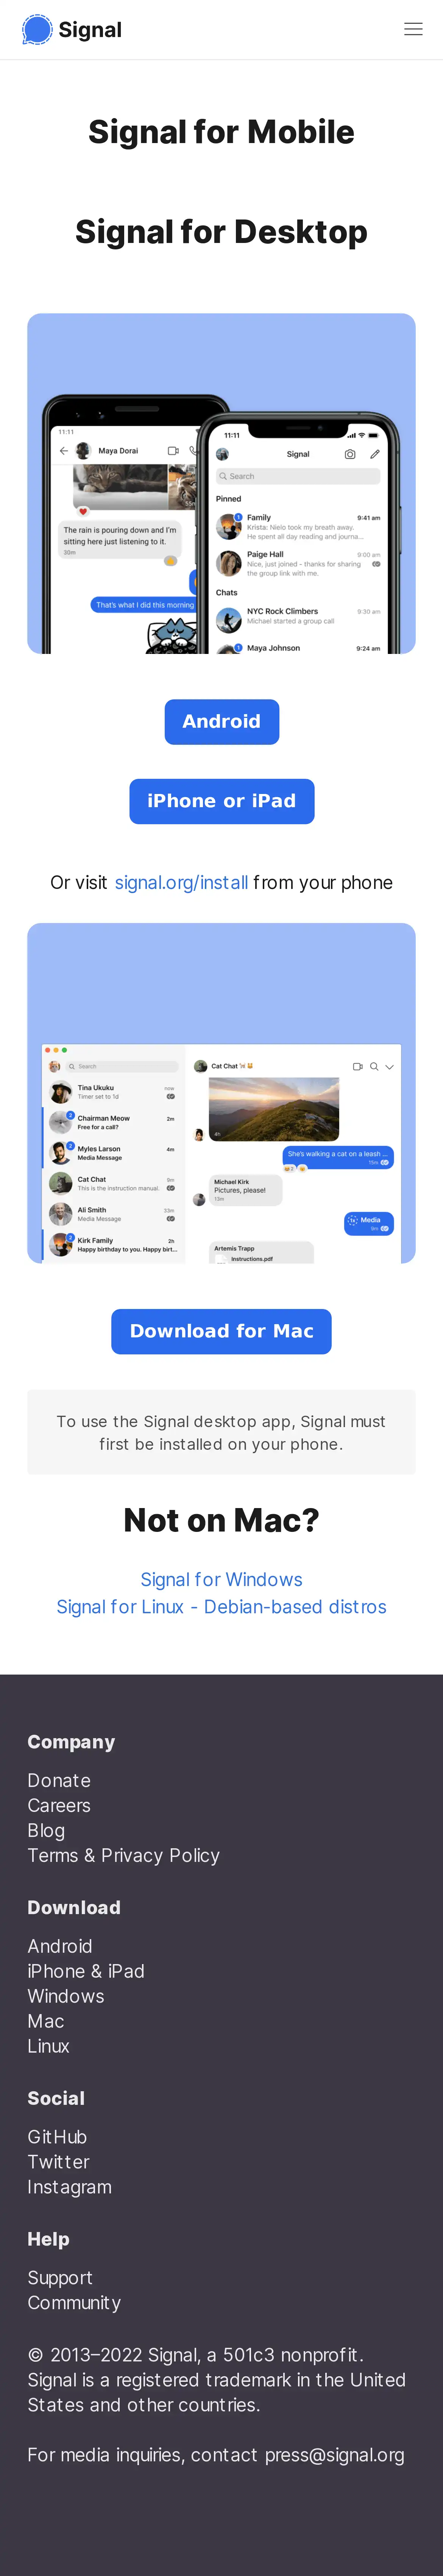 Signal
Signal for Mobile
Signal for Desktop
11:11
Maya Dorai
The rain is pouring down and I'm
sitting here just listening to it.
30m
That's what I did this morning
11:11
Signal
Search
Pinned
Family
9:41 am
Krista: Nielo took my breath away.
He spent all day reading and journa...
Paige Hall
9:00 am
Nice, just joined - thanks for sharing
the group link with me.
Chats
NYC Rock Climbers
9:30 am
Michael started a group call
Maya Johnson
9:24 am
Android
iPhone or iPad
Or visit signal.org/install from your phone
Search
Tina Ukuku
now
Timer set to 1d
Chairman Meow
2m
Free for a call?
Myles Larson
4m
Media Message
Cat Chat
9m
This is the instruction manual.
Ali Smith
33m
Media Message
Kirk Family
2h
Happy birthday to you. Happy birt...
Cat Chat
4h
She's walking a cat on a leash ...
15m
Michael Kirk
Pictures, please!
13m
Media
9m
Artemis Trapp
Instructions.pdf
Download for Mac
To use the Signal desktop app, Signal must
first be installed on your phone.
Not on Mac?
Signal for Windows
Signal for Linux - Debian-based distros
Company
Donate
Careers
Blog
Terms & Privacy Policy
Download
Android
iPhone & iPad
Windows
Mac
Linux
Social
GitHub
Twitter
Instagram
Help
Support
Community
© 2013–2022 Signal, a 501c3 nonprofit.
Signal is a registered trademark in the United
States and other countries.
For media inquiries, contact press@signal.org